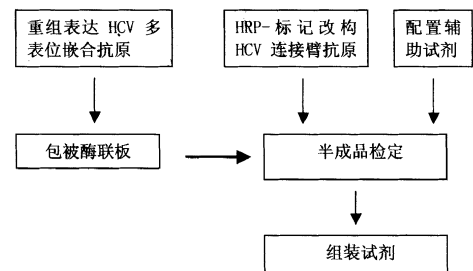 重组表达 HCV 多
表位嵌合抗原
HRP-标记改构
HCV 连接臂抗原
配置辅
助试剂
包被酶联板
半成品检定
组装试剂